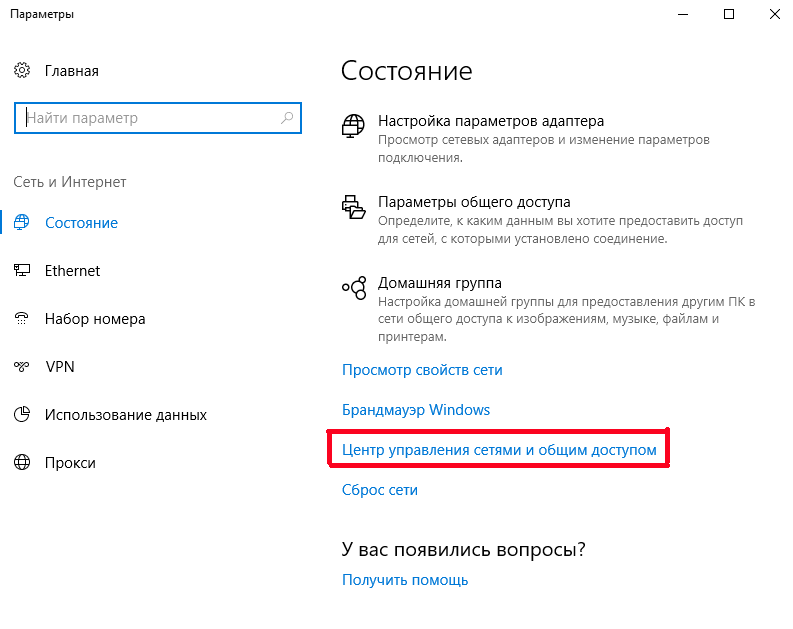 Параметры
Главная
Найти параметр
Сеть и Интернет
Состояние
Ethernet
Набор номера
VPN
Использование данных
Прокси
Состояние
Настройка параметров адаптера
Просмотр сетевых адаптеров и изменение параметров
подключения.
Параметры общего доступа
Определите, к каким данным вы хотите предоставить доступ
для сетей, с которыми установлено соединение.
Домашняя группа
Настройка домашней группы для предоставления другим ПК в
сети общего доступа к изображениям, музыке, файлам и
принтерам.
Просмотр свойств сети
Брандмауэр Windows
Центр управления сетями и общим доступом
Сброс сети
У вас появились вопросы?
Получить помощь